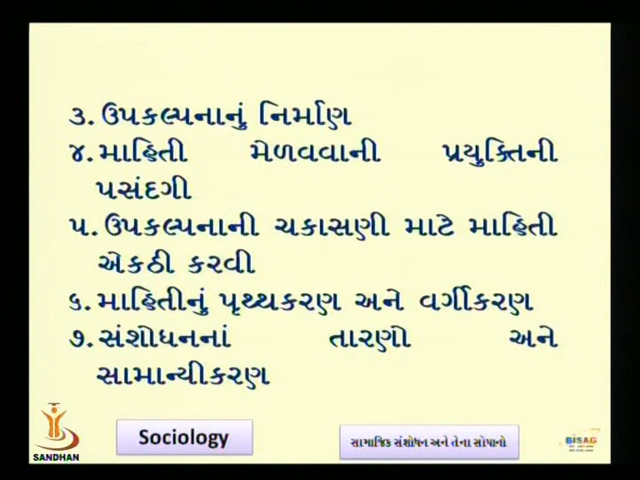 ૩. ઉપકલ્પનાનું નિર્માણ
૪. માહિતી મેળવવાની પ્રયુક્તિની
પસંદગી
૫. ઉપકલ્પનાની ચકાસણી માટે માહિતી
એકઠી કરવી
૬. માહિતીનું પૃથ્થકરણ અને વર્ગીકરણ
૭. સંશોધનનાં તારણો અને
સામાન્યીકરણ
SANDHAN
Sociology
સામાજિક સંશોધન અને તેના સોપાનો
BISAG